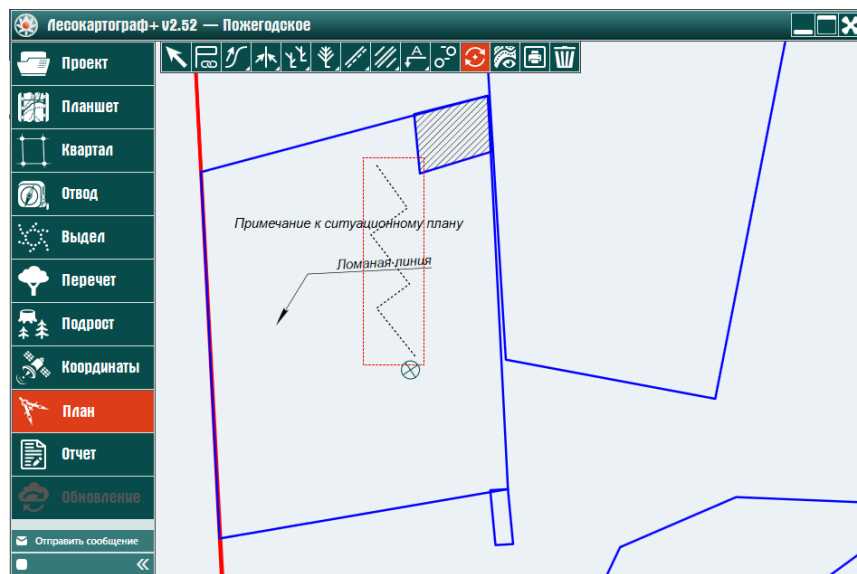 Лесокартограф+ v2.52 — Пожегодское
Проект
Планшет
Квартал
Отвод
Выдел
Перечет
Подрост
Координаты
План
Отчет
Обновление
Отправить сообщение
A
Примечание к ситуационному плану
Ломаная линия